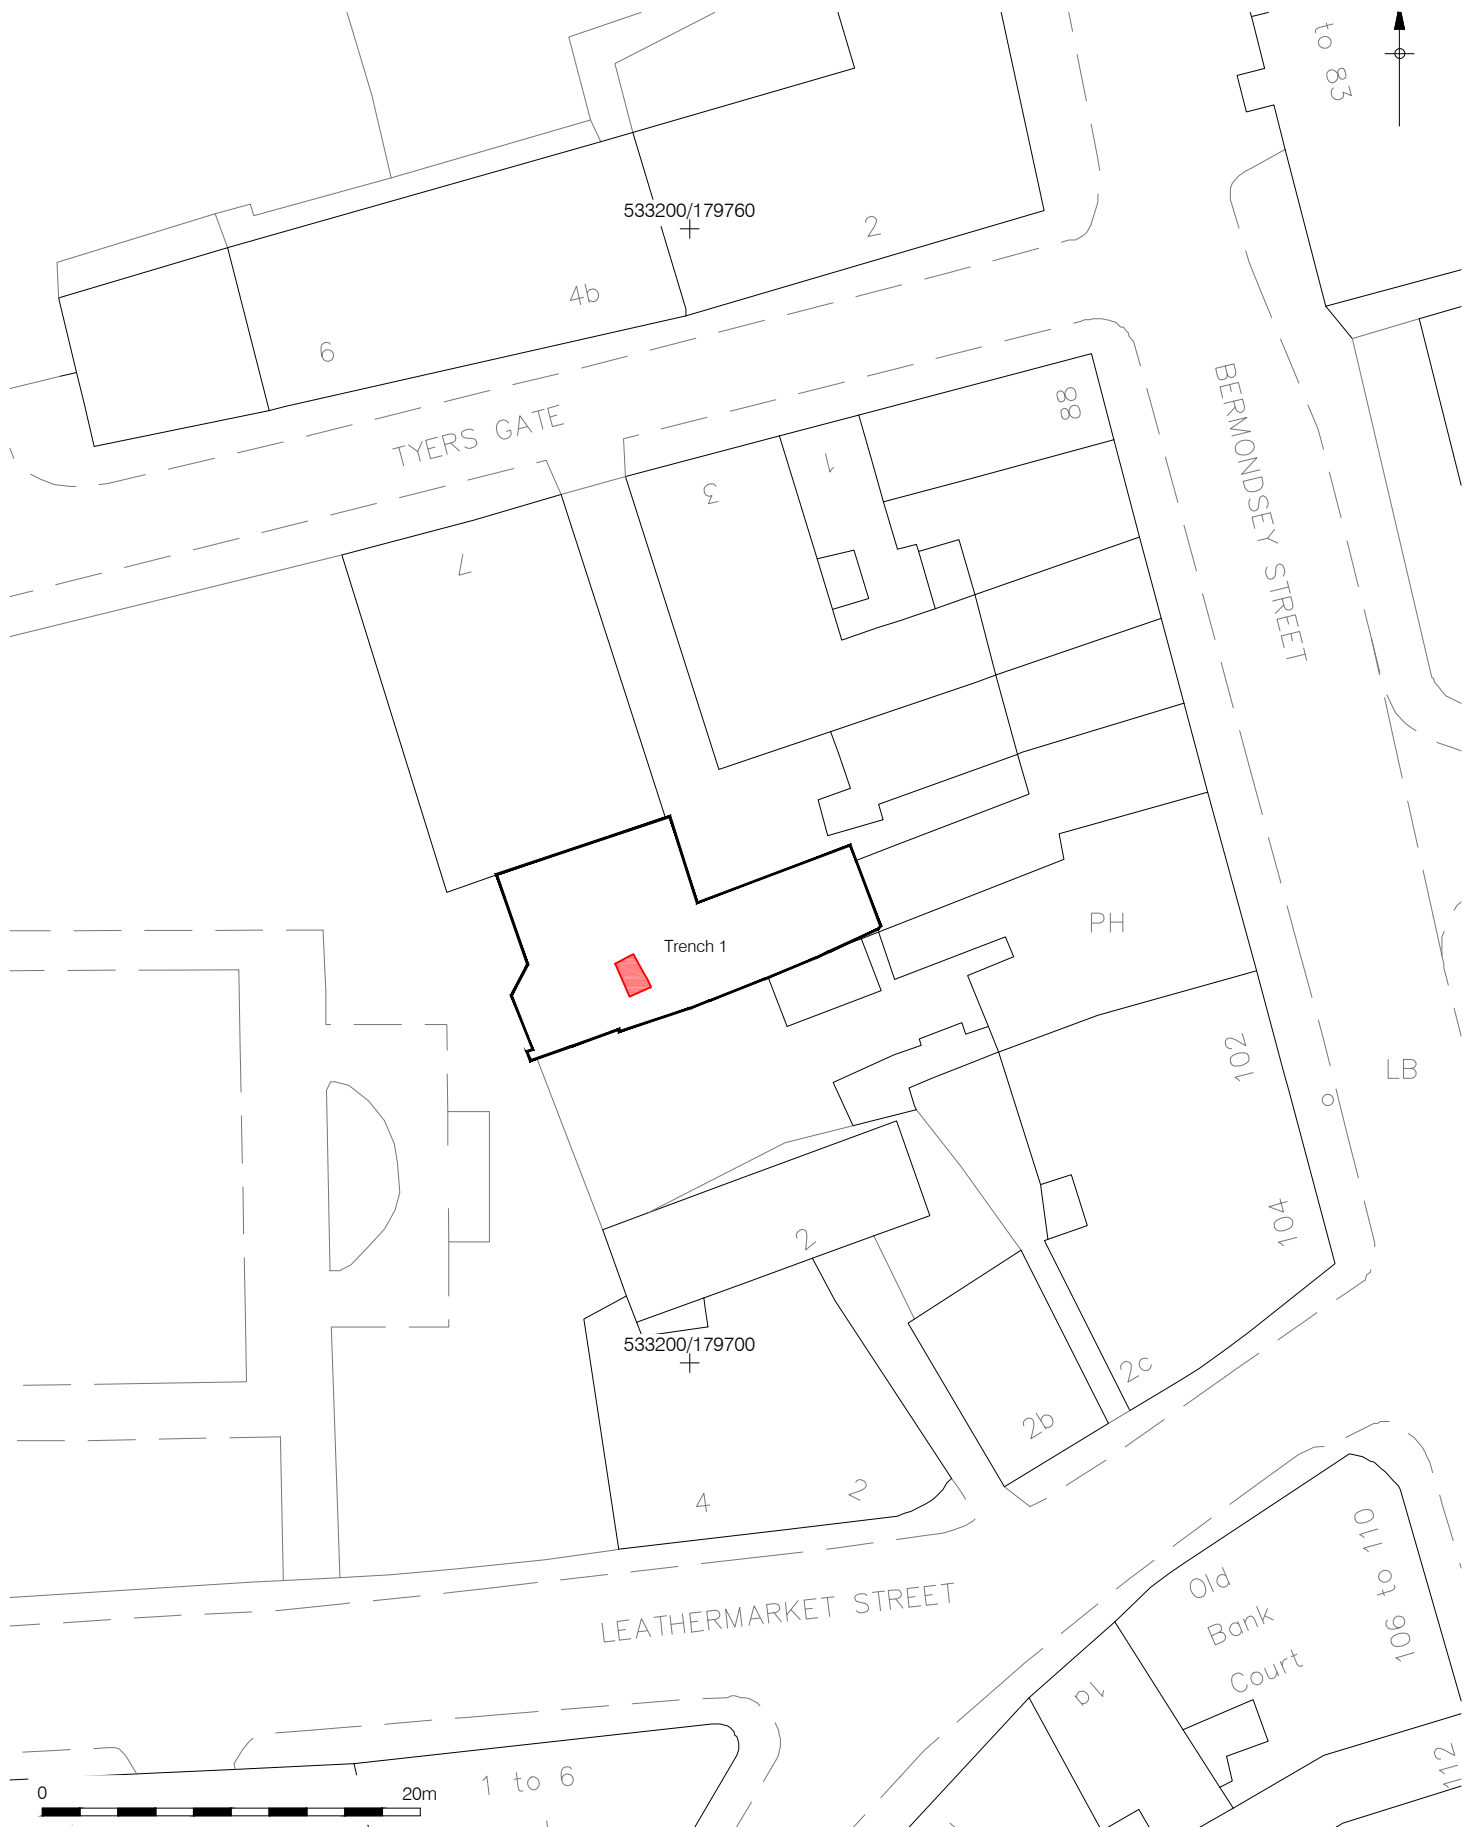 to 83
533200/179760
2
4b
6
TYERS GATE
88
1
3
7
BERMONDSEY STREET
Trench 1
PH
102
LB
104
2
533200/179700
2c
2b
4
2
LEATHERMARKET STREET
106 to 110
Old
Bank
Court
1a
112
1 to 6
0
20m